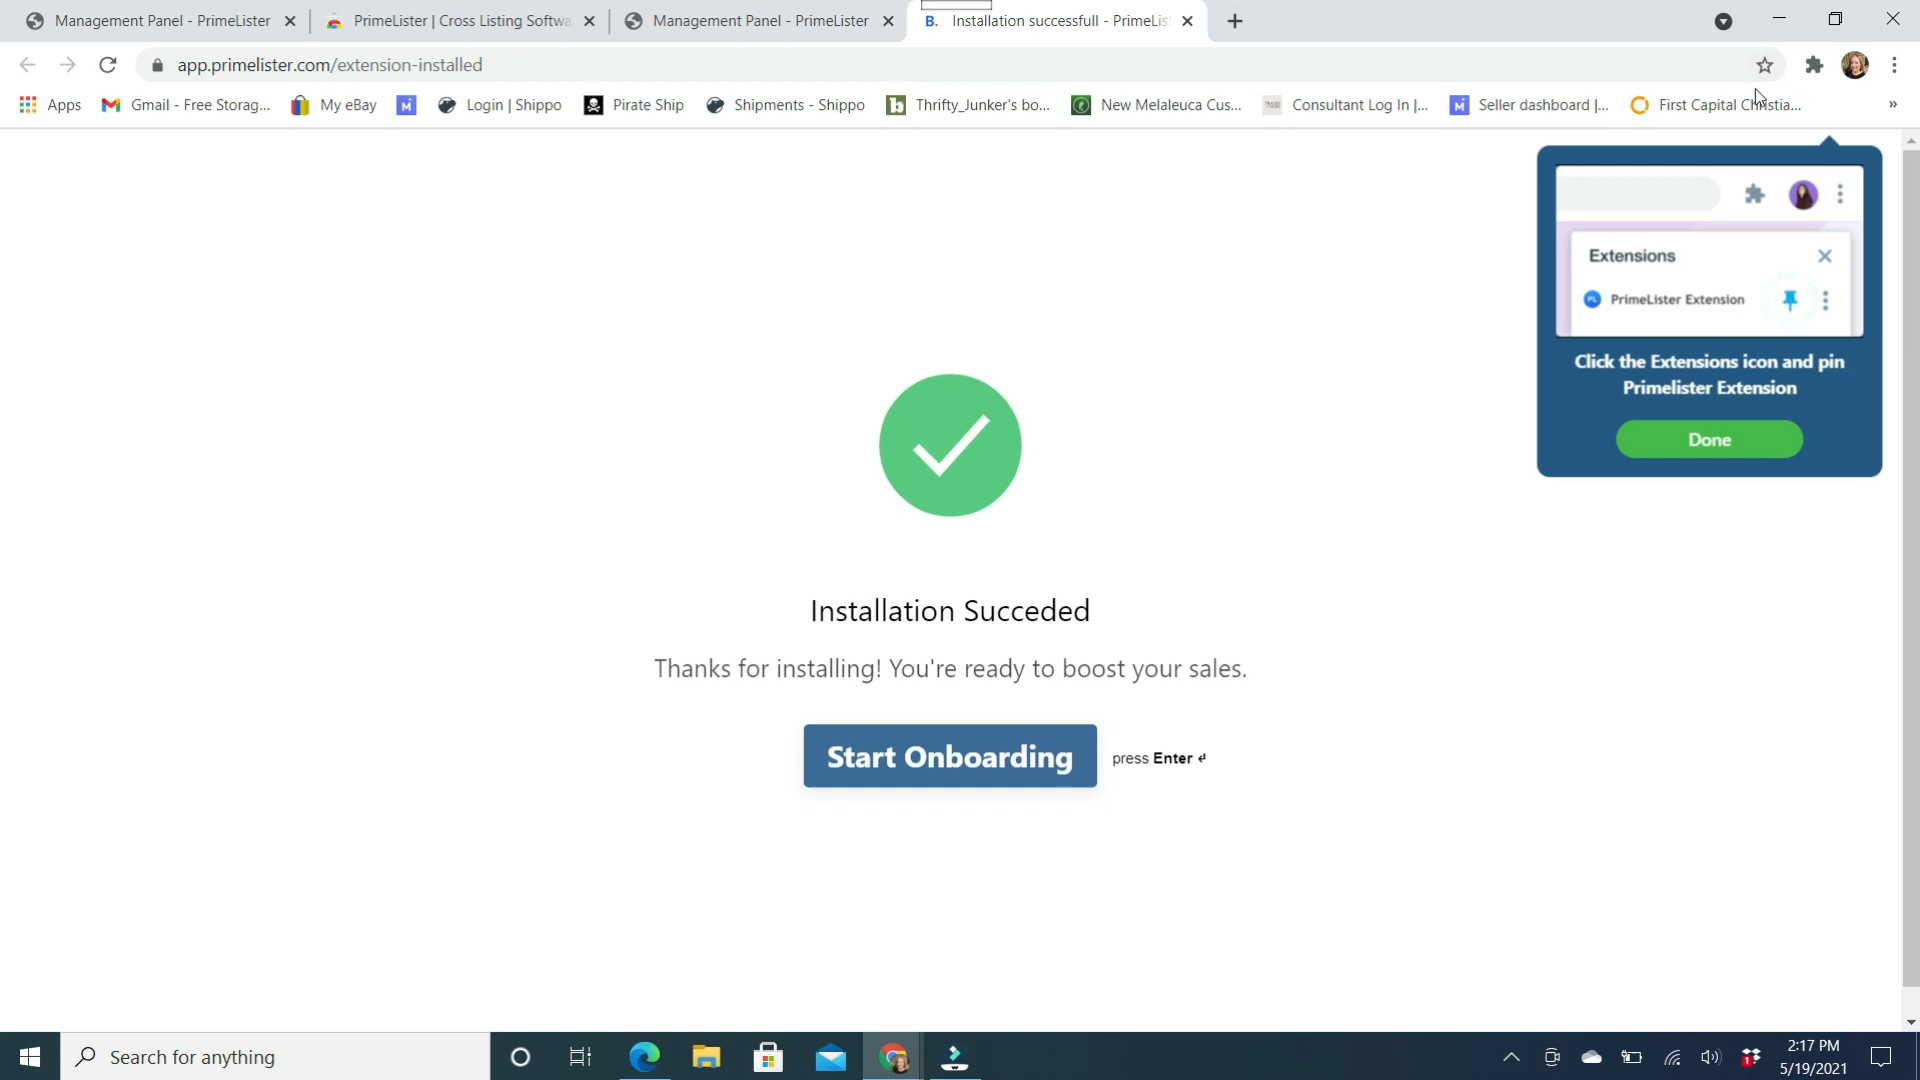 Management Panel - PrimeLister
PrimeLister | Cross Listing Softwa
Management Panel - PrimeLister
B. Installation successfull - PrimeLis
app.primelister.com/extension-installed
Apps
Gmail - Free Storag...
My eBay
Login | Shippo
Pirate Ship
Shipments - Shippo
Thrifty_Junker's bo...
New Melaleuca Cus...
Consultant Log In |...
Seller dashboard |...
First Capital Christia...
»
Extensions
PL PrimeLister Extension
Click the Extensions icon and pin
Primelister Extension
Done
Installation Succeded
Thanks for installing! You're ready to boost your sales.
Start Onboarding
press Enter ↵
Search for anything
1
2:17 PM
5/19/2021